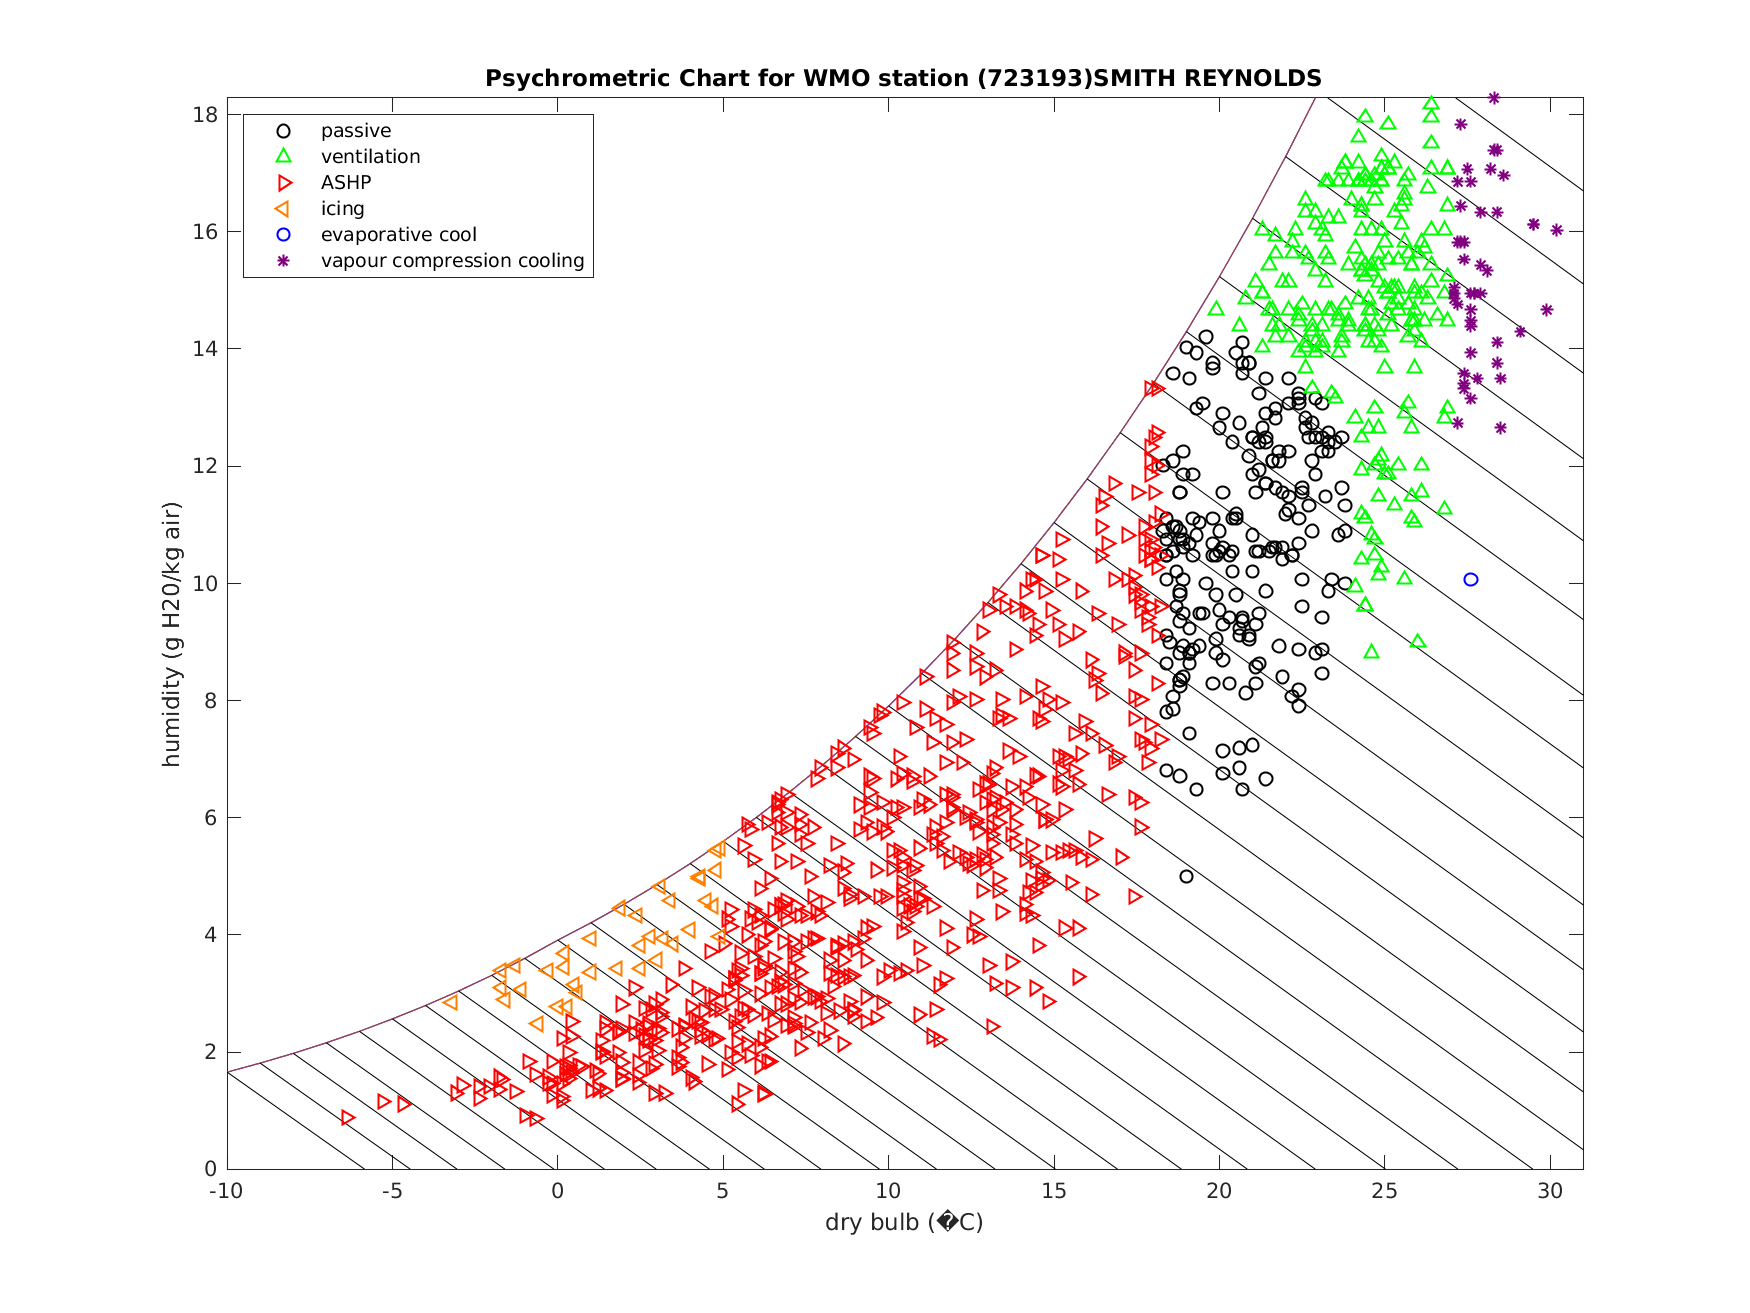 Psychrometric Chart for WMO station (723193)SMITH REYNOLDS
passive
ventilation
ASHP
icing
evaporative cool
vapour compression cooling
humidity (g H20/kg air)
18
16
14
12
10
8
6
4
2
0
-10 -5 0 5 10 15 20 25 30
dry bulb (�C)